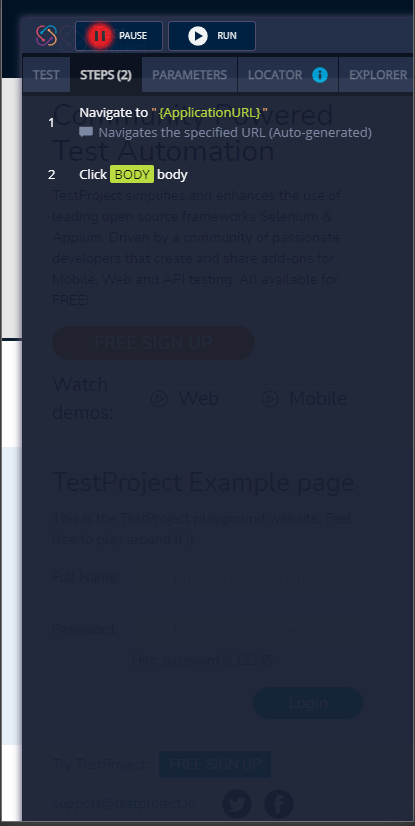 PAUSE
RUN
TEST
STEPS (2)
PARAMETERS
LOCATOR
EXPLORER
Community Powered
Test Automation
1
Navigate to "{ApplicationURL}"
Navigates the specified URL (Auto-generated)
2
Click BODY body
TestProject simplifies and enhances the use of
leading open source frameworks Selenium &
Appium. Driven by a community of passionate
developers that create and share add-ons for
Mobile, Web and API testing. All available for
FREE!
FREE SIGN UP
Watch
demos:
Web
Mobile
TestProject Example page
This is the TestProject playground website. Feel
free to play around it :)
Full Name:
Password:
Hint: password is 12345
Login
Try TestProject:
FREE SIGN UP
support@testproject.io